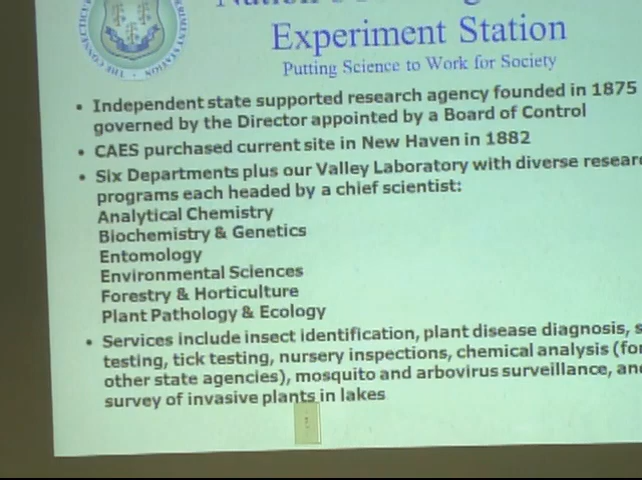 Experiment Station
Putting Science to Work for Society
• Independent state supported research agency founded in 1875
governed by the Director appointed by a Board of Control
• CAES purchased current site in New Haven in 1882
• Six Departments plus our Valley Laboratory with diverse
programs each headed by a chief scientist:
Analytical Chemistry
Biochemistry & Genetics
Entomology
Environmental Sciences
Forestry & Horticulture
Plant Pathology & Ecology
• Services include insect identification, plant disease diagnosis,
testing, tick testing, nursery inspections, chemical analysis
other state agencies), mosquito and arbovirus surveillance,
survey of invasive plants in lakes